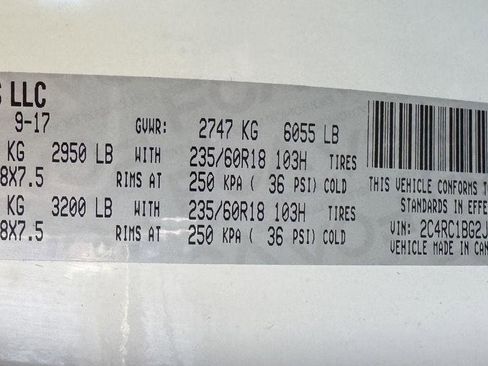 S LLC
9-17 GVWR: 2747 KG 6055 LB
KG 2950 LB WITH 235/60R18 103H TIRES
8X7.5 RIMS AT 250 KPA ( 36 PSI) COLD
KG 3200 LB WITH 235/60R18 103H TIRES
8X7.5 RIMS AT 250 KPA ( 36 PSI) COLD
THIS VEHICLE CONFORMS TO
STANDARDS IN EFFE
VIN: 2C4RC1BG2J
VEHICLE MADE IN CAN